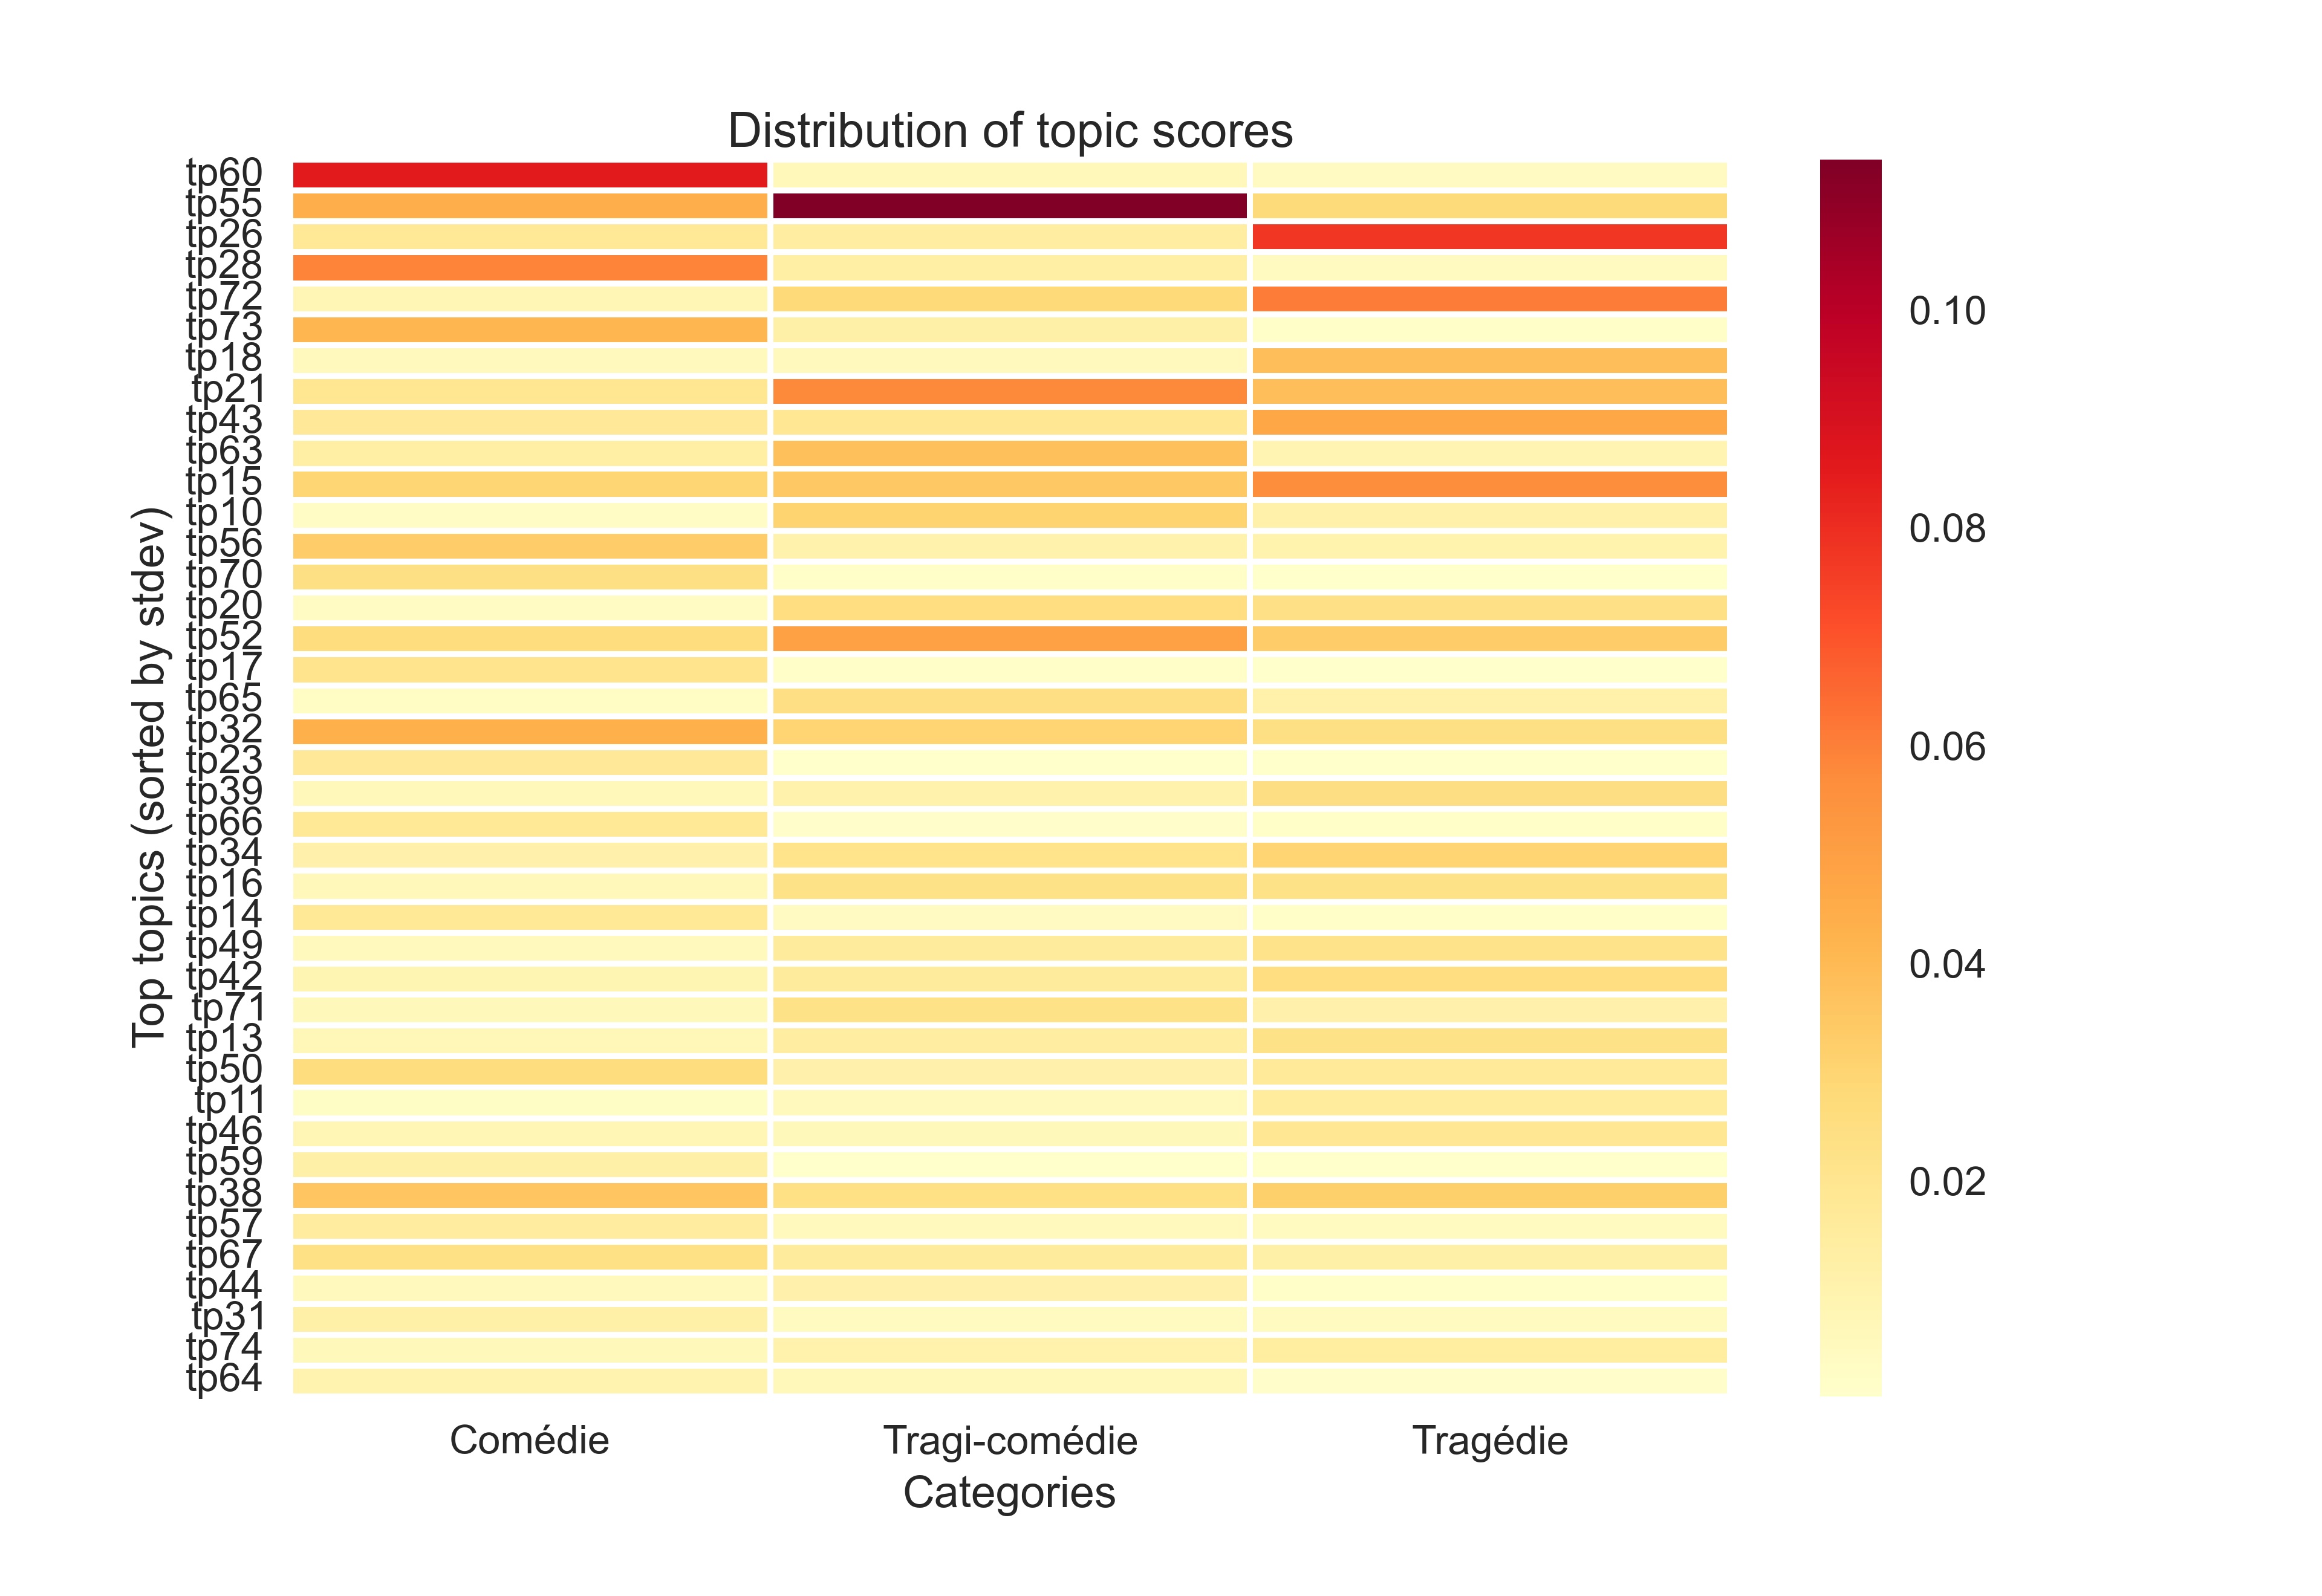 Distribution of topic scores
Top topics (sorted by stdev)
tp60
tp55
tp26
tp28
tp72
tp73
tp18
tp21
tp43
tp63
tp15
tp10
tp56
tp70
tp20
tp52
tp17
tp65
tp32
tp23
tp39
tp66
tp34
tp16
tp14
tp49
tp42
tp71
tp13
tp50
tp11
tp46
tp59
tp38
tp57
tp67
tp44
tp31
tp74
tp64
Comédie Tragi-comédie Tragédie
Categories
0.10
0.08
0.06
0.04
0.02